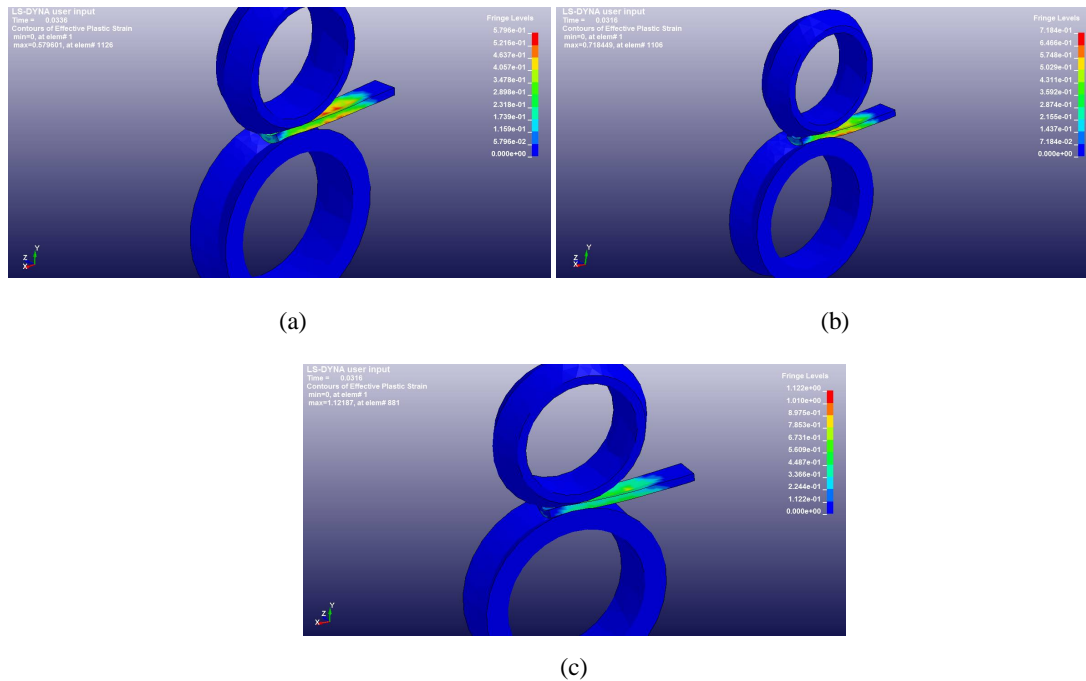 LS-DYNA user input
Time = 0.0336
Contours of Effective Plastic Strain
min=0, at elem# 1
max=0.579601, at elem# 1126
Fringe Levels
5.796e-01
5.216e-01
4.637e-01
4.057e-01
3.478e-01
2.898e-01
2.318e-01
1.739e-01
1.159e-01
5.796e-02
0.000e+00
Y
Z
X
(a)
LS-DYNA user input
Time = 0.0316
Contours of Effective Plastic Strain
min=0, at elem# 1
max=0.718449, at elem# 1106
Fringe Levels
7.184e-01
6.466e-01
5.748e-01
5.029e-01
4.311e-01
3.592e-01
2.874e-01
2.155e-01
1.437e-01
7.184e-02
0.000e+00
Y
Z
X
(b)
LS-DYNA user input
Time = 0.0316
Contours of Effective Plastic Strain
min=0, at elem# 1
max=1.12187, at elem# 881
Fringe Levels
1.122e+00
1.010e+00
8.975e-01
7.853e-01
6.731e-01
5.609e-01
4.487e-01
3.366e-01
2.244e-01
1.122e-01
0.000e+00
Y
Z
X
(c)